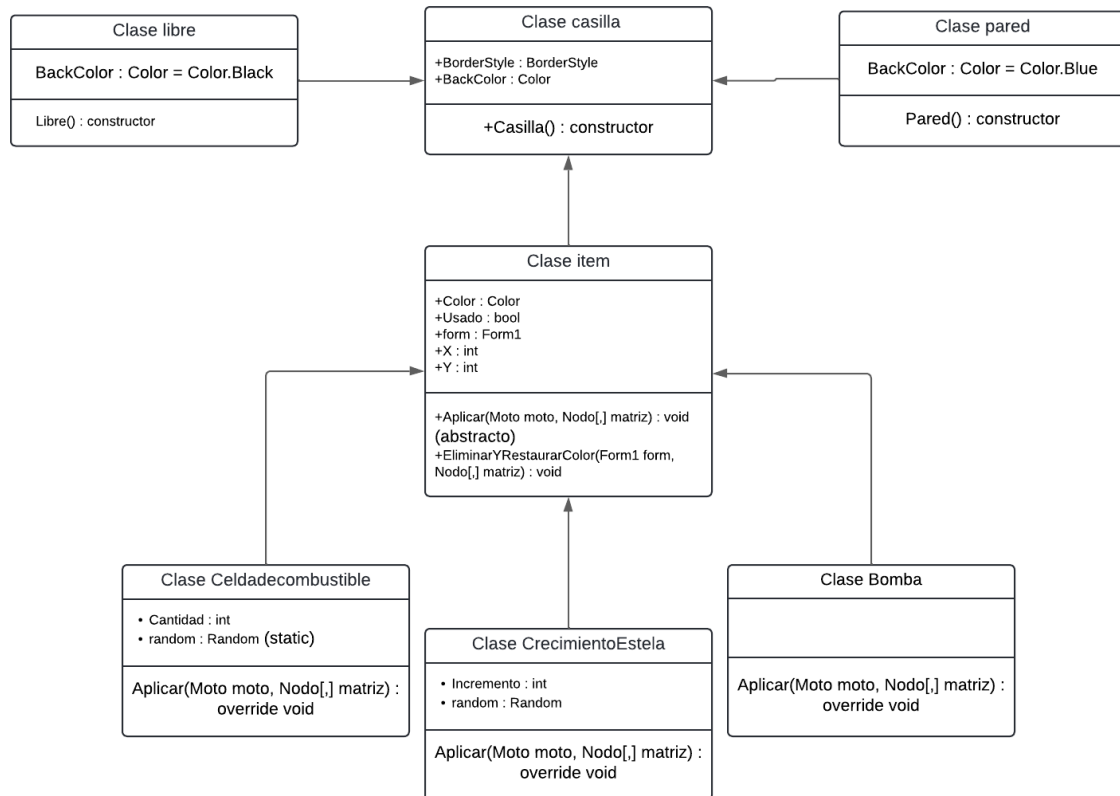 Clase libre
BackColor : Color = Color.Black
Libre() : constructor
Clase casilla
+BorderStyle : BorderStyle
+BackColor : Color
+Casilla() : constructor
Clase pared
BackColor : Color = Color.Blue
Pared() : constructor
Clase item
+Color : Color
+Usado : bool
+form : Form1
+X : int
+Y : int
+Aplicar(Moto moto, Nodo[,] matriz) : void
(abstracto)
+EliminarYRestaurarColor(Form1 form,
Nodo[,] matriz) : void
Clase Celdadecombustible
• Cantidad : int
• random : Random (static)
Aplicar(Moto moto, Nodo[,] matriz) :
override void
Clase CrecimientoEstela
• Incremento : int
• random : Random
Aplicar(Moto moto, Nodo[,] matriz) :
override void
Clase Bomba
Aplicar(Moto moto, Nodo[,] matriz) :
override void